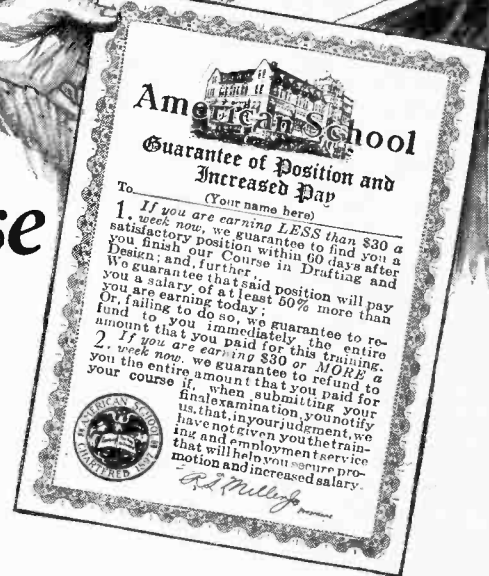 se
American School
Guarantee of Position and
Increased Pay
To
(Your name here)
1. If you are earning LESS than $30 a
week now, we guarantee to find you a
satisfactory position within 60 days after
you finish our Course in Drafting and
Design; and, further,
We guarantee that said position will pay
you a salary of at least 50% more than
you are earning today;
Or, failing to do so, we guarantee to re-
fund to you immediately the entire
amount that you paid for this training.
2. If you are earning $30 or MORE a
week now, we guarantee to refund to
you the entire amount that you paid for
your course if, when submitting your
final examination, you notify
us, that, in your judgment, we
have not given you the train-
ing and employment service
that will help you secure pro-
motion and increased salary.
AMERICAN SCHOOL
CHARTERED 1897